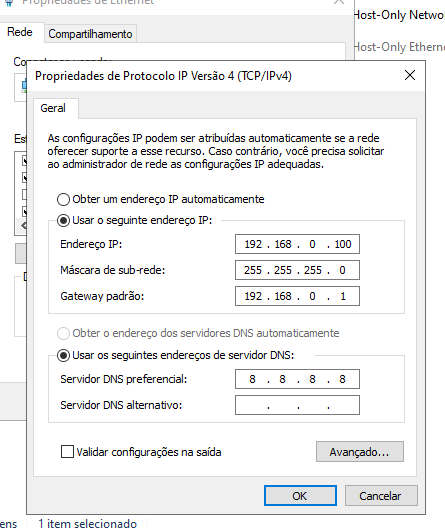 Propriedades de Ethernet
Host-Only Netwo
Rede
Compartilhamento
Host-Only Etherne
Propriedades de Protocolo IP Versão 4 (TCP/IPv4)
Geral
As configurações IP podem ser atribuídas automaticamente se a rede
oferecer suporte a esse recurso. Caso contrário, você precisa solicitar
ao administrador de rede as configurações IP adequadas.
Obter um endereço IP automaticamente
Usar o seguinte endereço IP:
Endereço IP: 192 . 168 . 0 . 100
Máscara de sub-rede: 255 . 255 . 255 . 0
Gateway padrão: 192 . 168 . 0 . 1
Obter o endereço dos servidores DNS automaticamente
Usar os seguintes endereços de servidor DNS:
Servidor DNS preferencial: 8 . 8 . 8 . 8
Servidor DNS alternativo: . . .
Validar configurações na saída
Avançado...
OK
Cancelar
ens
1 item selecionado